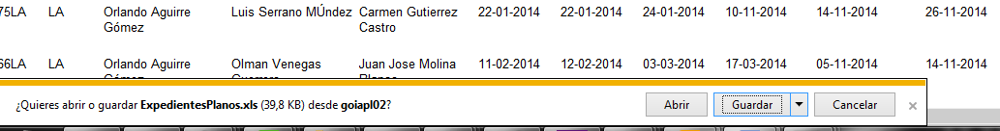 75LA LA Orlando Aguirre Luis Serrano MÚndez Carmen Gutierrez 22-01-2014 22-01-2014 24-01-2014 10-11-2014 14-11-2014 26-11-2014
Gómez Castro
66LA LA Orlando Aguirre Olman Venegas Juan Jose Molina 11-02-2014 12-02-2014 03-03-2014 17-03-2014 05-11-2014 14-11-2014
¿Quieres abrir o guardar ExpedientesPlanos.xls (39,8 KB) desde goiapl02? Abrir Guardar Cancelar